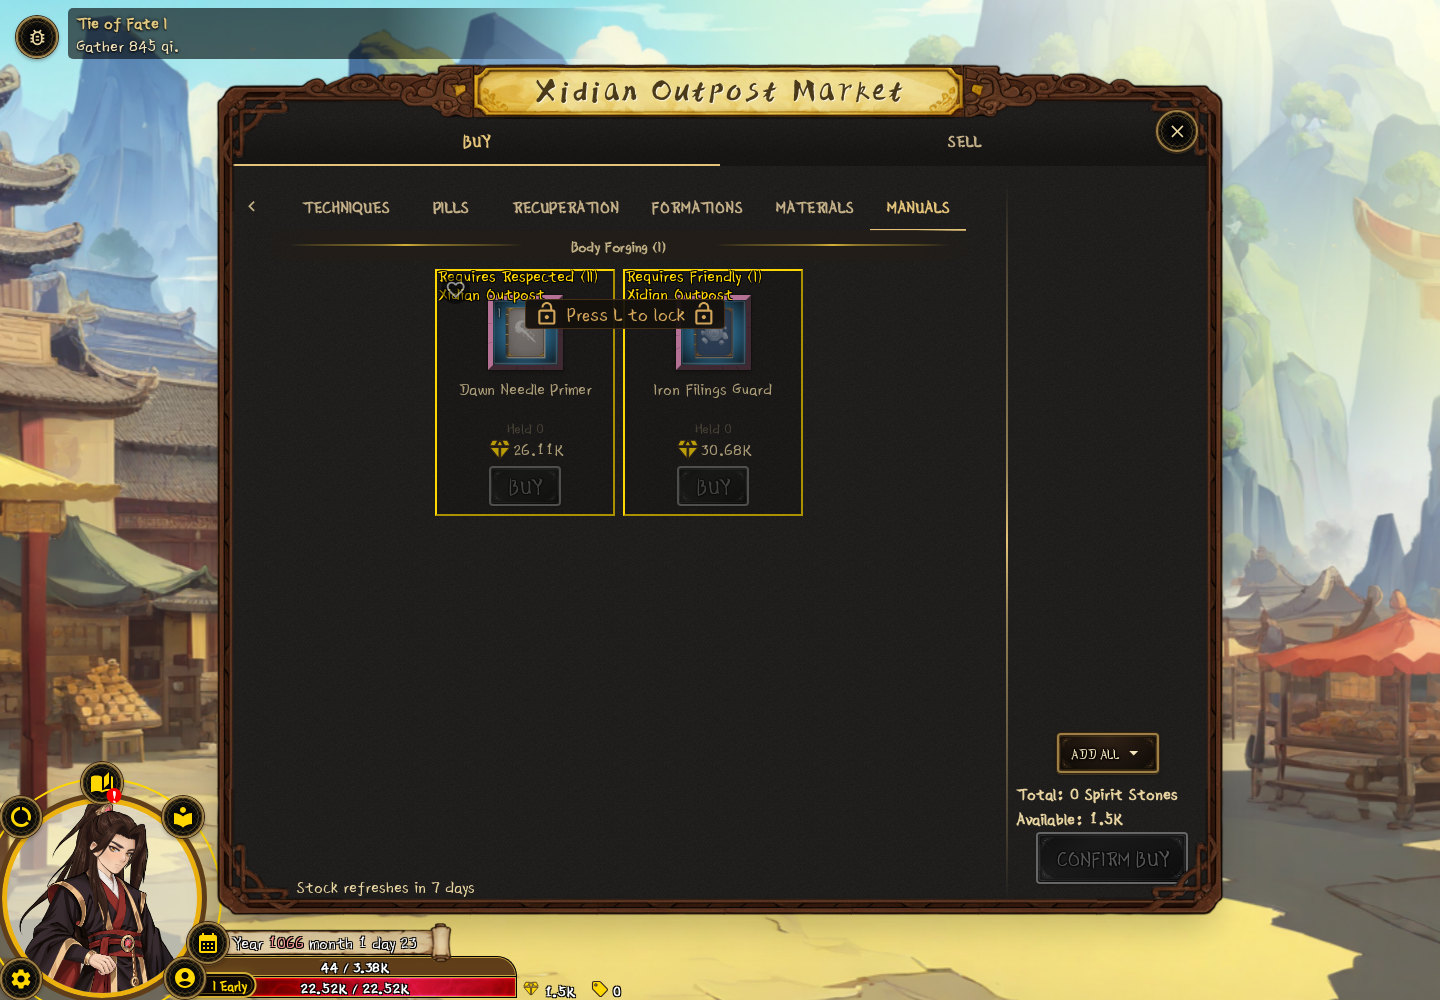 Tie of Fate I
Gather 845 qi.
Xidian Outpost Market
BUY
SELL
TECHNIQUES
PILLS
RECUPERATION
FORMATIONS
MATERIALS
MANUALS
Body Forging (I)
Requires Respected (II)
Xidian Outpost
Requires Friendly (I)
Xidian Outpost
Press L to lock
Dawn Needle Primer
Iron Filings Guard
Held 0
26.11K
BUY
Held 0
30.68K
BUY
ADD ALL
Total: 0 Spirit Stones
Available: 1.5K
CONFIRM BUY
Stock refreshes in 7 days
Year 1066 month 1 day 23
44 / 3.38K
22.52K / 22.52K
1 Early
1.5K
0